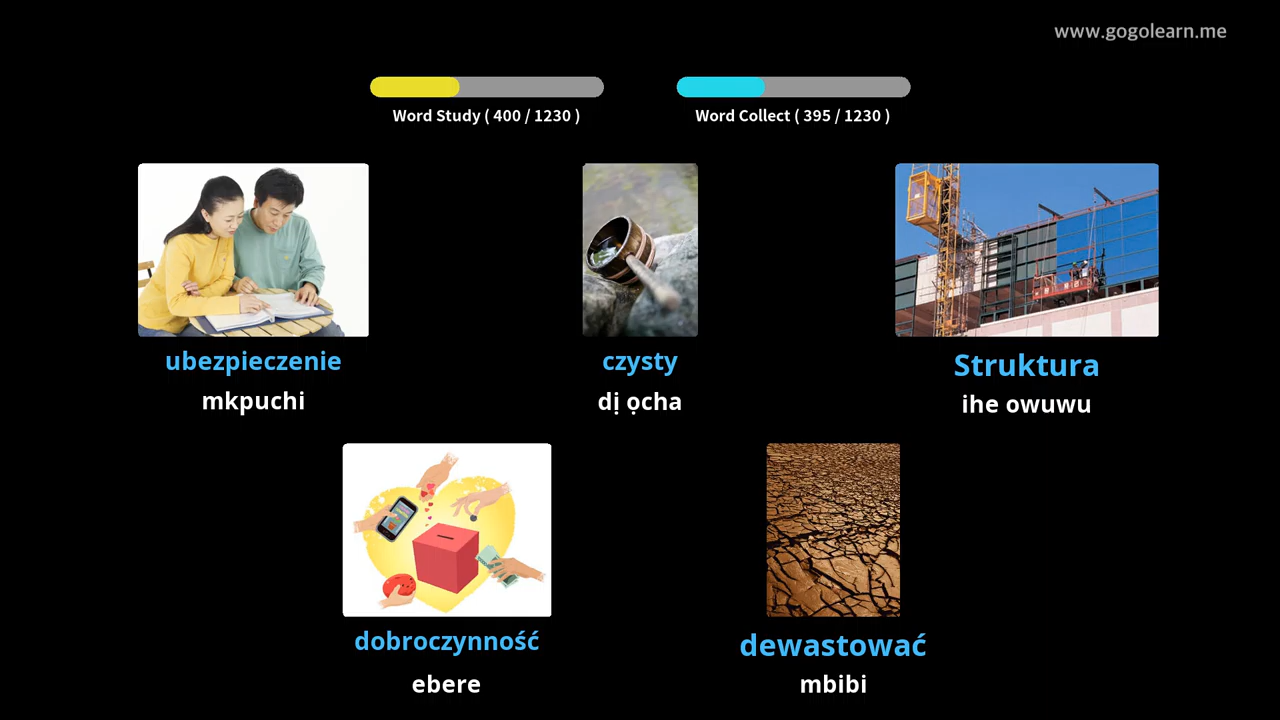 www.gogolearn.me
Word Study ( 400 / 1230 )
Word Collect ( 395 / 1230 )
ubezpieczenie
mkpuchi
czysty
dị ọcha
Struktura
ihe owuwu
dobroczynność
ebere
dewastować
mbibi